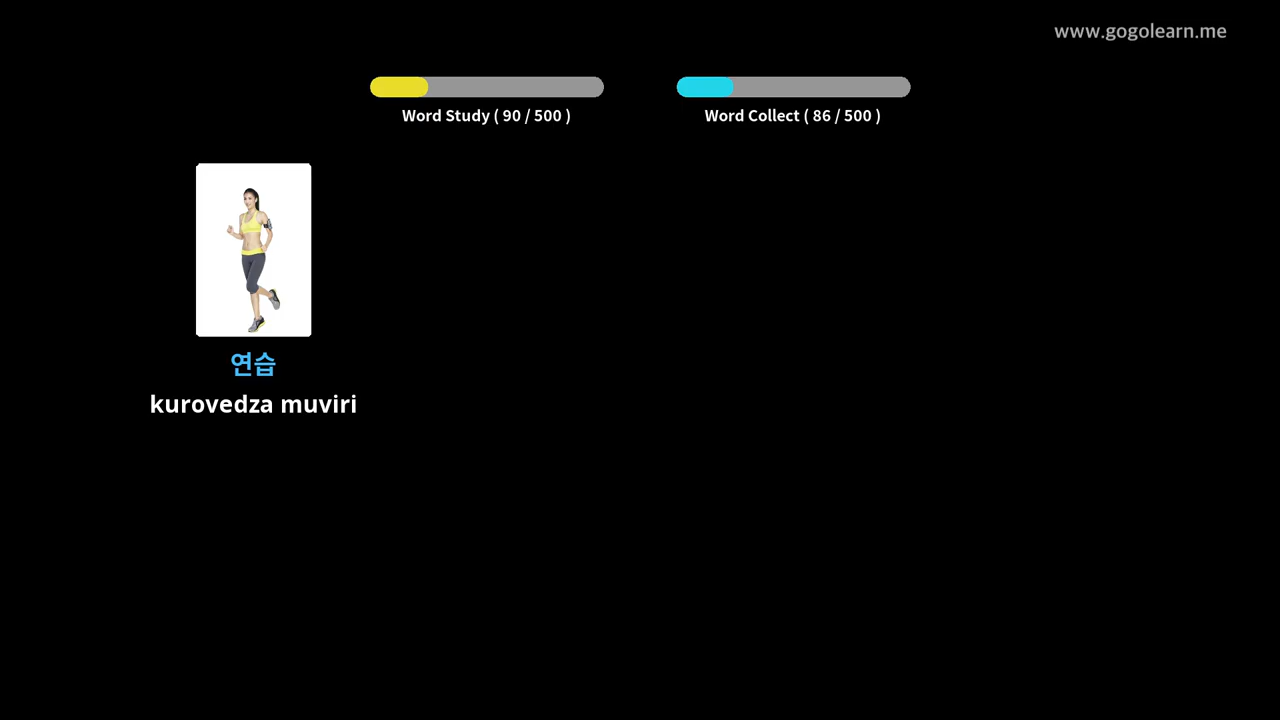 www.gogolearn.me
Word Study ( 90 / 500 )
Word Collect ( 86 / 500 )
연습
kurovedza muviri